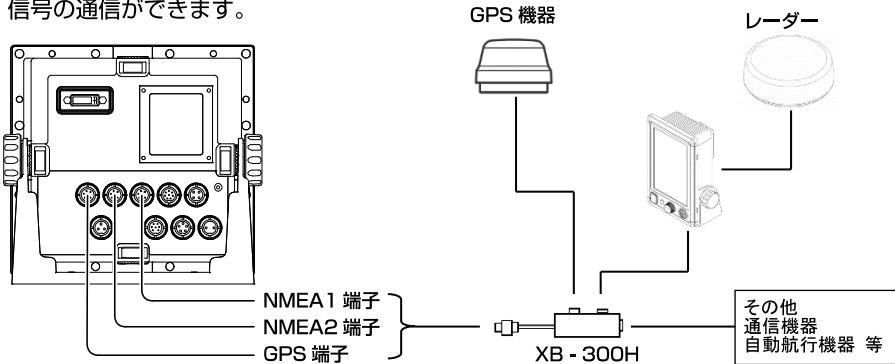 信号の通信ができます。
GPS 機器
レーダー
NMEA1 端子
NMEA2 端子
GPS 端子
XB - 300H
その他
通信機器
自動航行機器 等